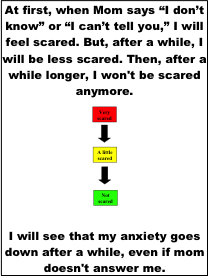 At first, when Mom says “I don’t
know” or “I can’t tell you,” I will
feel scared. But, after a while, I
will be less scared. Then, after a
while longer, I won't be scared
anymore.
Very
scared
A little
scared
Not
scared
I will see that my anxiety goes
down after a while, even if mom
doesn't answer me.